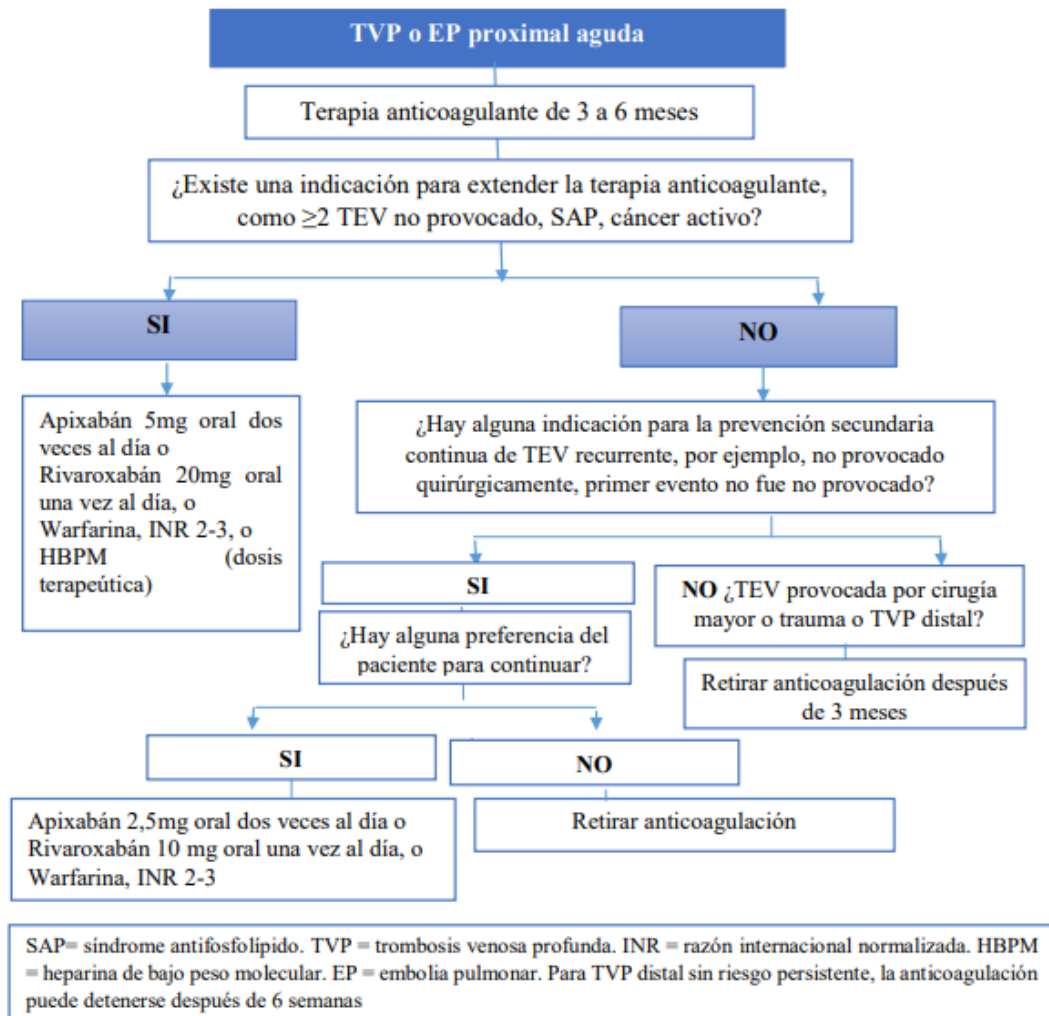 TVP o EP proximal aguda
Terapia anticoagulante de 3 a 6 meses
¿Existe una indicación para extender la terapia anticoagulante,
como ≥2 TEV no provocado, SAP, cáncer activo?
SI
NO
Apixabán 5mg oral dos
veces al día o
Rivaroxabán 20mg oral
una vez al día, o
Warfarina, INR 2-3, o
HBPM (dosis
terapéutica)
¿Hay alguna indicación para la prevención secundaria
continua de TEV recurrente, por ejemplo, no provocado
quirúrgicamente, primer evento no fue no provocado?
SI
NO ¿TEV provocada por cirugía
mayor o trauma o TVP distal?
¿Hay alguna preferencia del
paciente para continuar?
Retirar anticoagulación después
de 3 meses
SI
NO
Apixabán 2,5mg oral dos veces al día o
Rivaroxabán 10 mg oral una vez al día, o
Warfarina, INR 2-3
Retirar anticoagulación
SAP= síndrome antifosfolípido. TVP = trombosis venosa profunda. INR = razón internacional normalizada. HBPM
= heparina de bajo peso molecular. EP = embolia pulmonar. Para TVP distal sin riesgo persistente, la anticoagulación
puede detenerse después de 6 semanas